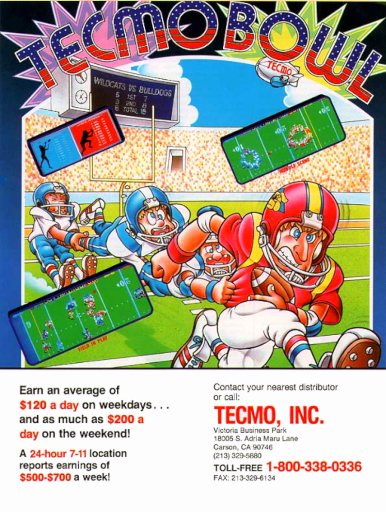 TECMO BOWL
TECMO
WILDCATS VS BULLDOGS
1ST
2ND
TOTAL
Earn an average of
$120 a day on weekdays...
and as much as $200 a
day on the weekend!
A 24-hour 7-11 location
reports earnings of
$500-$700 a week!
Contact your nearest distributor
or call:
TECMO, INC.
Victoria Business Park
18005 S. Adria Maru Lane
Carson, CA 90746
(213) 329-5880
TOLL-FREE 1-800-338-0336
FAX: 213-329-6134